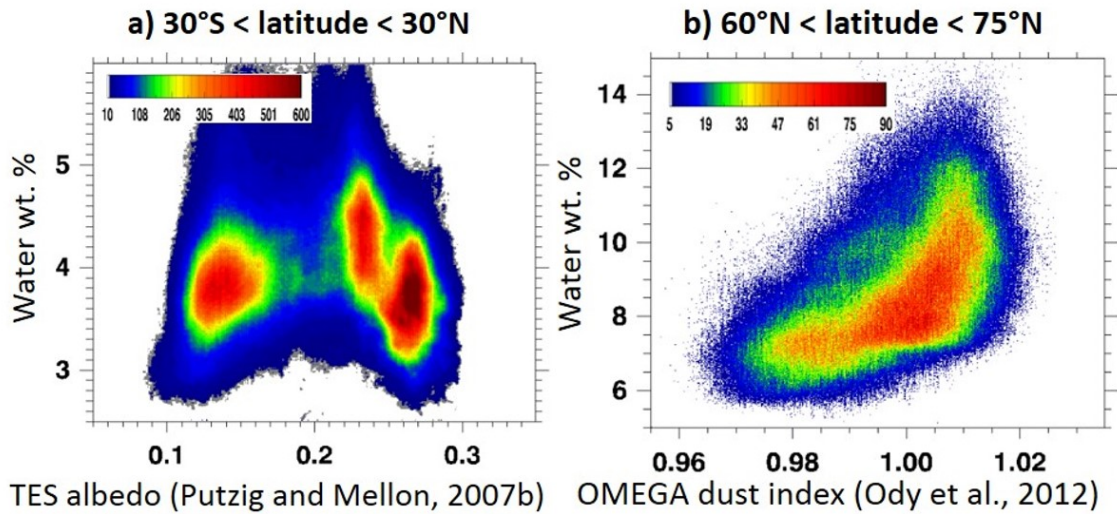 a) 30°S < latitude < 30°N
10 108 206 305 403 501 600
5
4
3
Water wt. %
0.1 0.2 0.3
TES albedo (Putzig and Mellon, 2007b)
b) 60°N < latitude < 75°N
5 19 33 47 61 75 90
14
12
10
8
6
Water wt. %
0.96 0.98 1.00 1.02
OMEGA dust index (Ody et al., 2012)